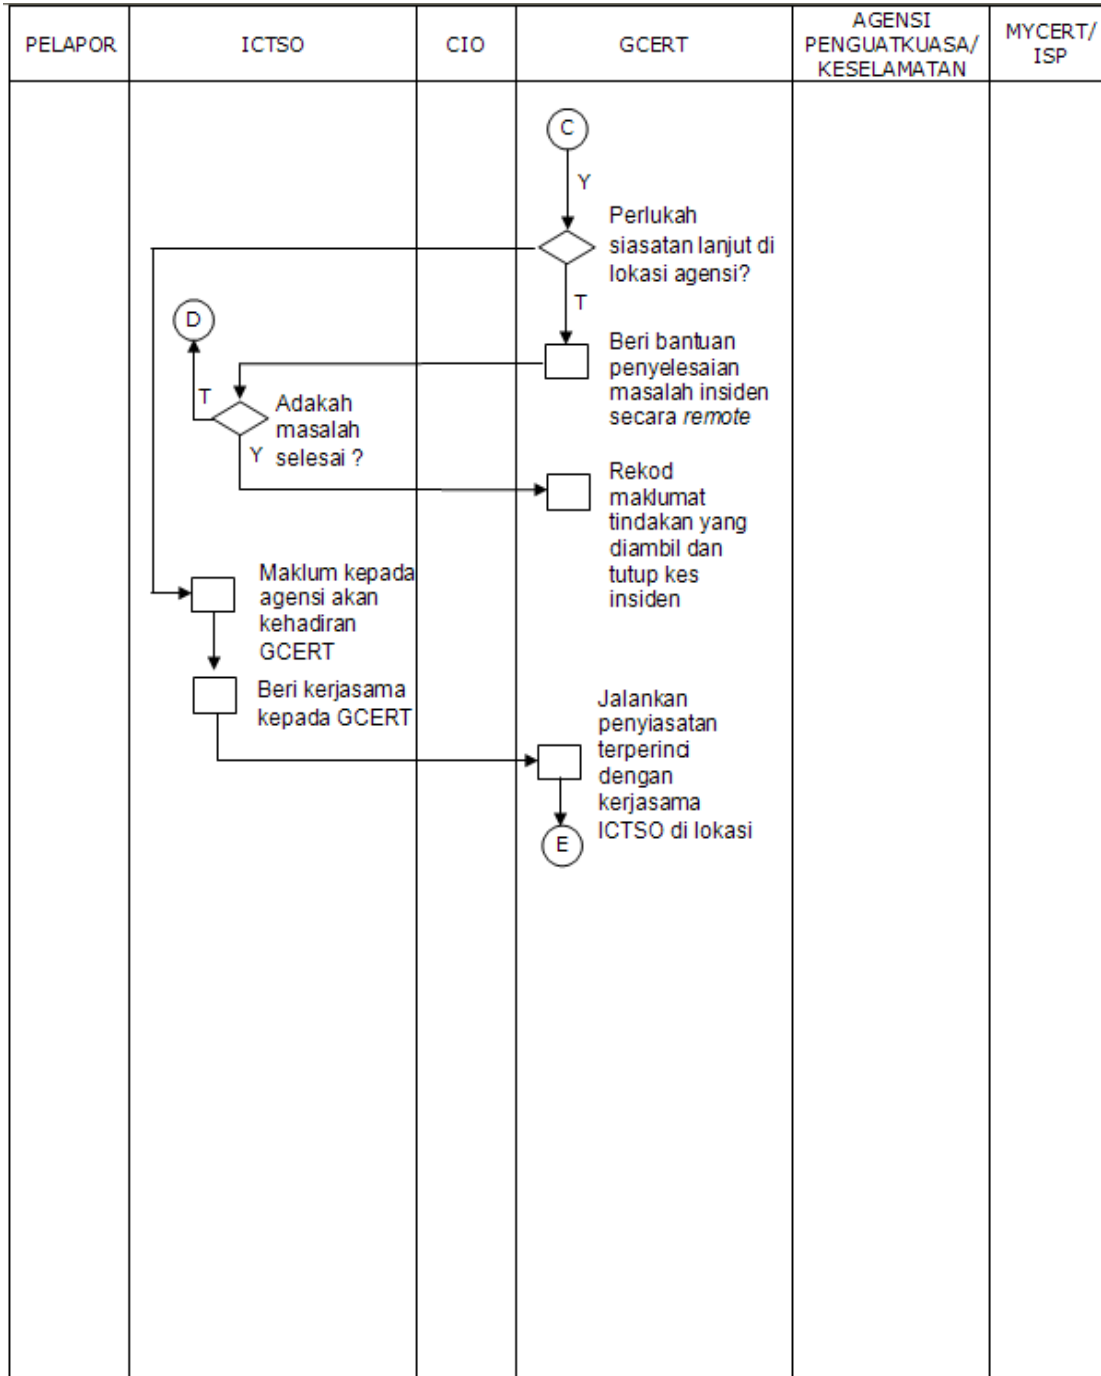 PELAPOR
ICTSO
CIO
GCERT
AGENSI
PENGUATKUASA/
KESELAMATAN
MYCERT/
ISP
C
Y
Perlukah
siasatan lanjut di
lokasi agensi?
T
D
Beri bantuan
penyelesaian
masalah insiden
secara remote
T
Adakah
masalah
selesai ?
Y
Rekod
maklumat
tindakan yang
diambil dan
tutup kes
insiden
Maklum kepada
agensi akan
kehadiran
GCERT
Beri kerjasama
kepada GCERT
Jalankan
penyiasatan
terperinci
dengan
kerjasama
ICTSO di lokasi
E